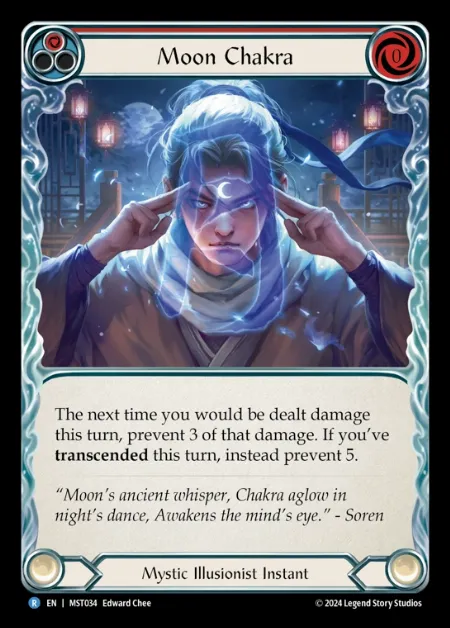 Moon Chakra
0
The next time you would be dealt damage
this turn, prevent 3 of that damage. If you’ve
transcended this turn, instead prevent 5.
“Moon’s ancient whisper, Chakra aglow in
night’s dance, Awakens the mind’s eye.” - Soren
Mystic Illusionist Instant
R EN | MST034 Edward Chee
© 2024 Legend Story Studios